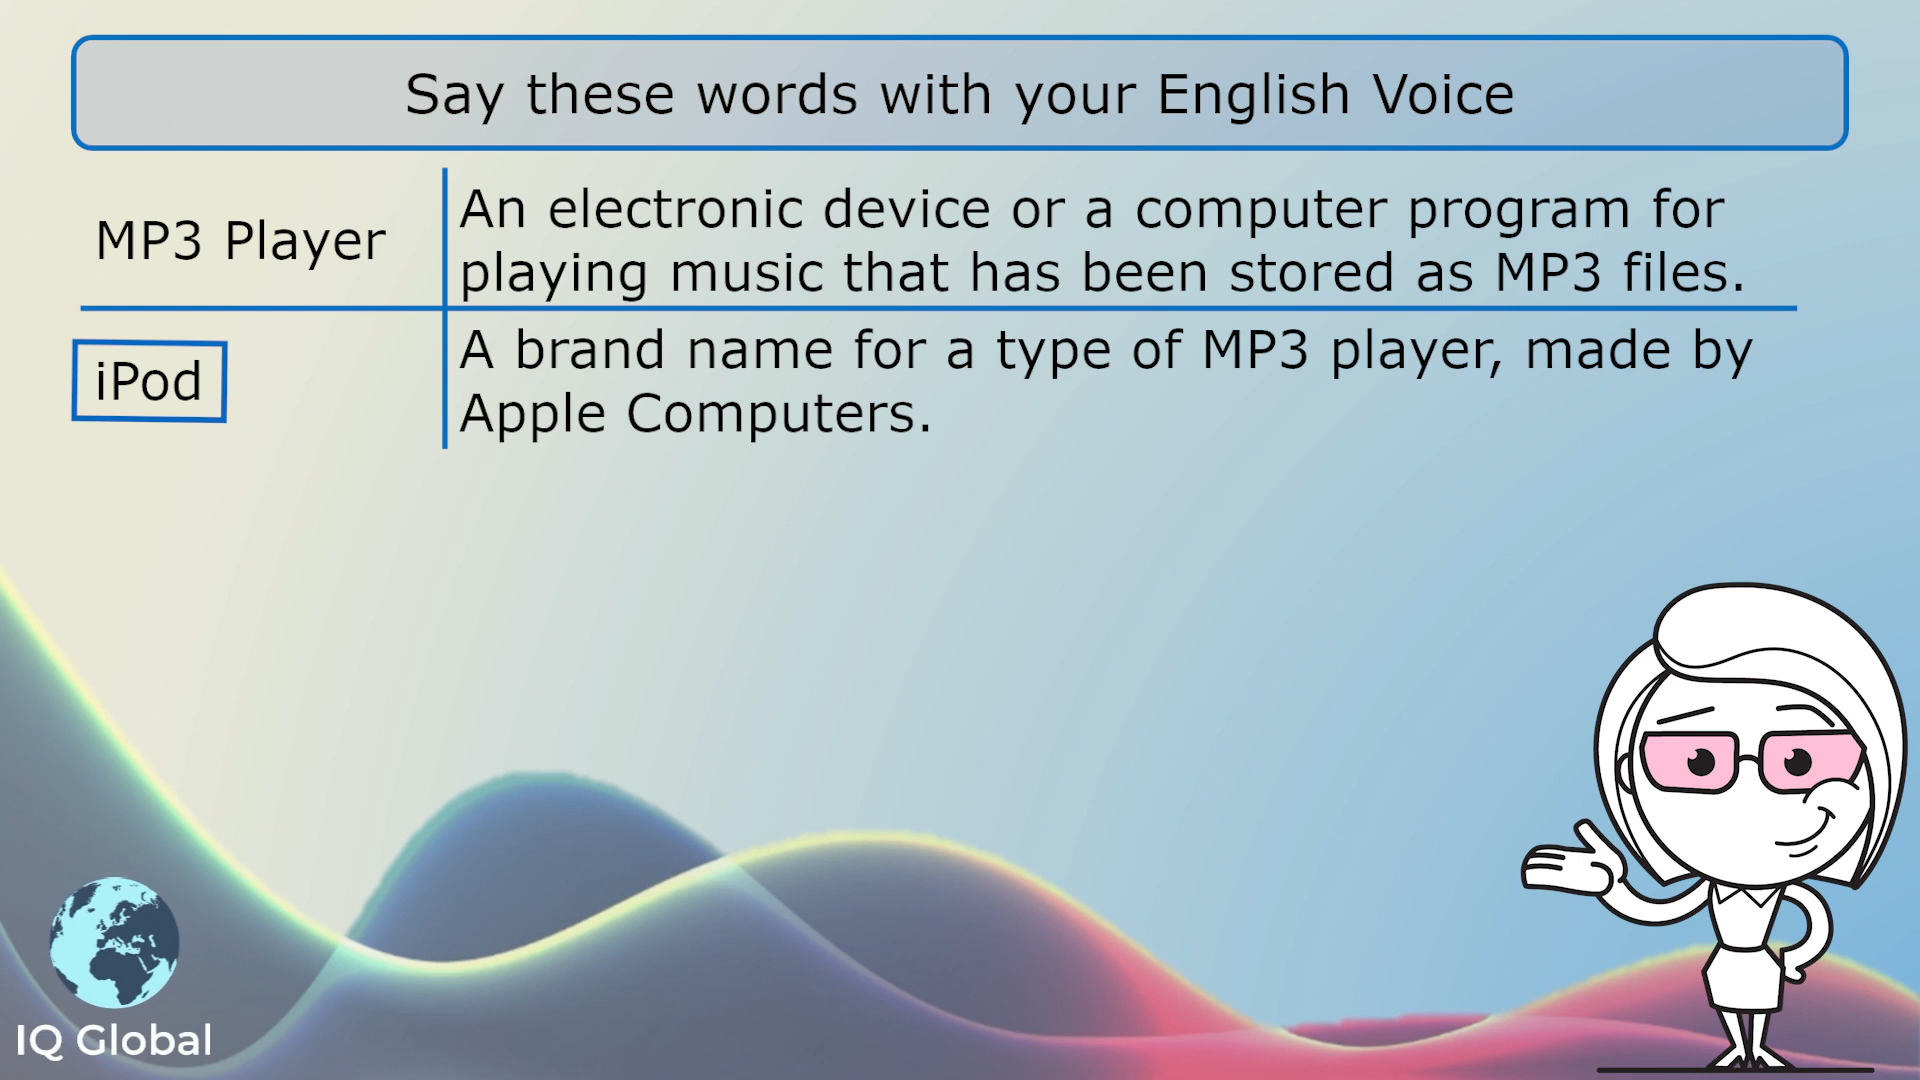 Say these words with your English Voice
MP3 Player
An electronic device or a computer program for
playing music that has been stored as MP3 files.
iPod
A brand name for a type of MP3 player, made by
Apple Computers.
IQ Global